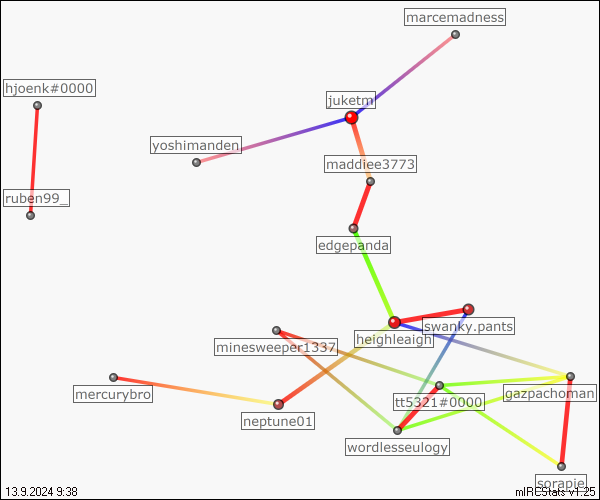 marcemadness
hjoenk#0000
juketm
yoshimanden
maddiee3773
ruben99_
edgepanda
swanky.pants
heighleaigh
minesweeper1337
mercurybro
gazpachoman
tt5321#0000
neptune01
wordlesseulogy
sorapie
13.9.2024 9:38
mIRCStats v1.25